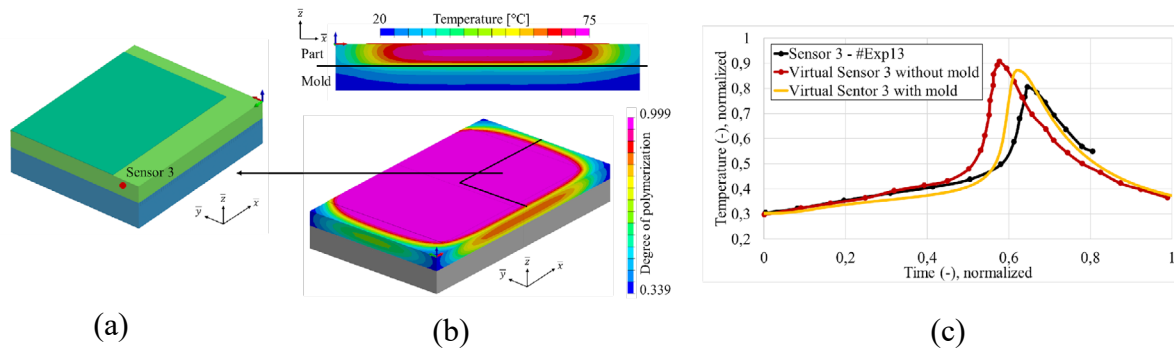 Sensor 3
z̅
y̅
x̅
(a)
Temperature [°C]
20
75
z̅
x̅
Part
Mold
0.999
Degree of polymerization
0.339
z̅
y̅
x̅
(b)
Temperature (-), normalized
1
0,9
0,8
0,7
0,6
0,5
0,4
0,3
0,2
Sensor 3 - #Exp13
Virtual Sensor 3 without mold
Virtual Sentor 3 with mold
0
0,2
0,4
0,6
0,8
1
Time (-), normalized
(c)